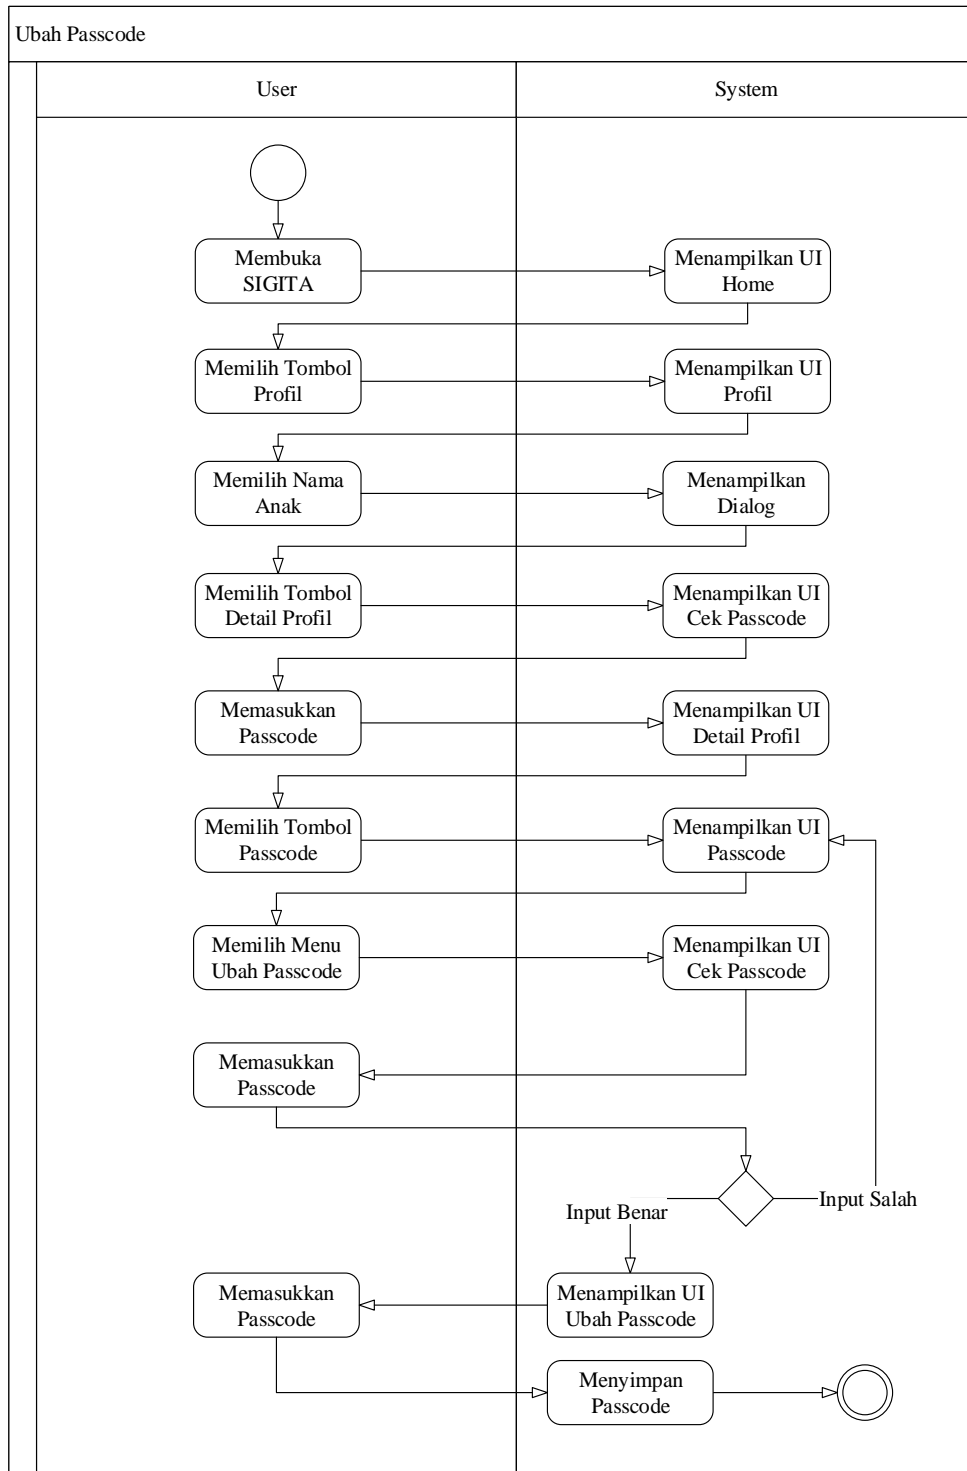 Ubah Passcode
User
System
Membuka
SIGITA
Menampilkan UI
Home
Memilih Tombol
Profil
Menampilkan UI
Profil
Memilih Nama
Anak
Menampilkan
Dialog
Memilih Tombol
Detail Profil
Menampilkan UI
Cek Passcode
Memasukkan
Passcode
Menampilkan UI
Detail Profil
Memilih Tombol
Passcode
Menampilkan UI
Passcode
Memilih Menu
Ubah Passcode
Menampilkan UI
Cek Passcode
Memasukkan
Passcode
Input Salah
Input Benar
Menampilkan UI
Ubah Passcode
Memasukkan
Passcode
Menyimpan
Passcode